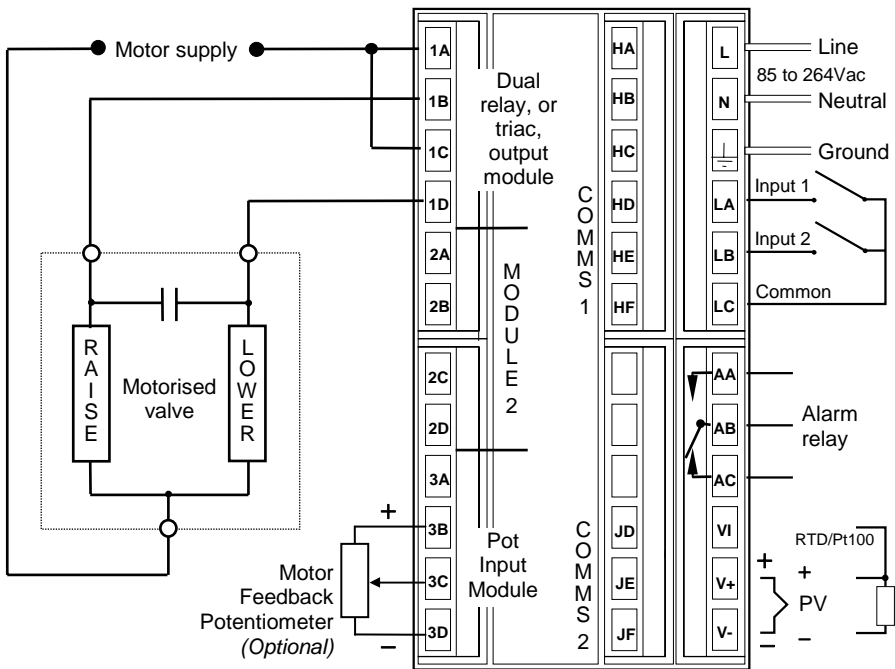 Motor supply
1A
1B
1C
1D
2A
2B
2C
2D
3A
3B
3C
3D
Dual
relay, or
triac,
output
module
MODULE 2
Pot
Input
Module
COMMS 1
COMMS 2
HA
HB
HC
HD
HE
HF
JD
JE
JF
L
N
LA
LB
LC
AA
AB
AC
VI
V+
V-
Line
85 to 264Vac
Neutral
Ground
Input 1
Input 2
Common
Alarm
relay
RTD/Pt100
+
+
PV
–
–
RAISE
LOWER
Motorised
valve
+
Motor
Feedback
Potentiometer
(Optional)
–